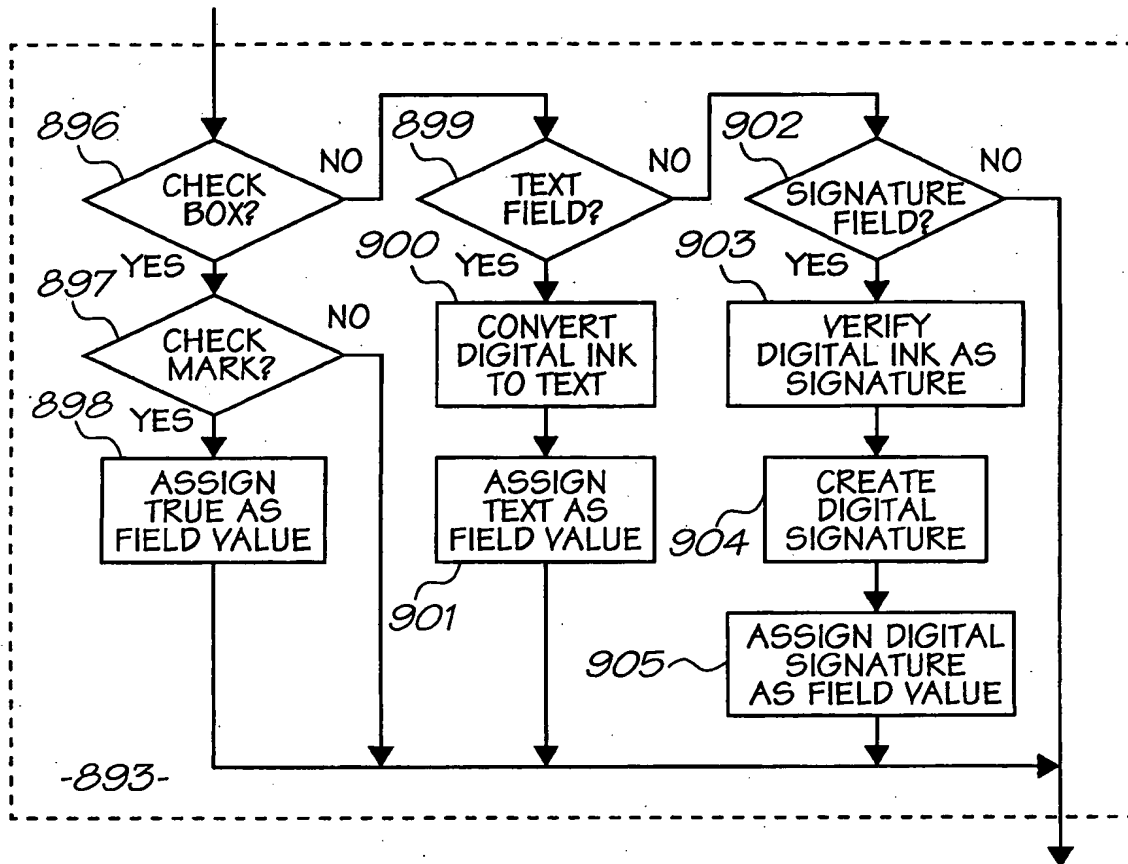 896
CHECK
BOX?
NO
YES
897
CHECK
MARK?
NO
YES
898
ASSIGN
TRUE AS
FIELD VALUE
899
TEXT
FIELD?
NO
YES
900
CONVERT
DIGITAL INK
TO TEXT
ASSIGN
TEXT AS
FIELD VALUE
901
902
SIGNATURE
FIELD?
NO
YES
903
VERIFY
DIGITAL INK AS
SIGNATURE
CREATE
DIGITAL
SIGNATURE
904
ASSIGN DIGITAL
SIGNATURE
AS FIELD VALUE
905
-893-